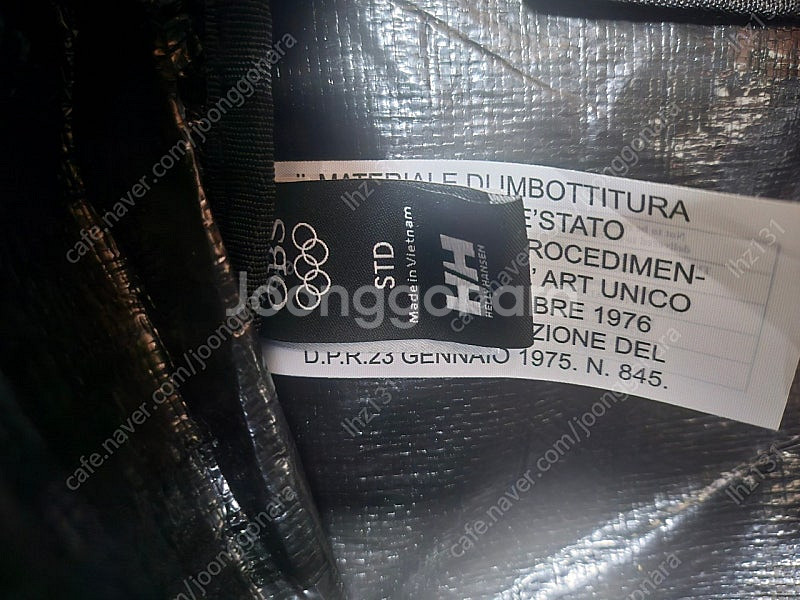 MATERIALE DI IMBOTTITURA
E'STATO
ROCEDIMEN-
' ART UNICO
BRE 1976
ZIONE DEL
D.P.R.23 GENNAIO 1975. N. 845.
OBS
STD
Made in Vietnam
H/H
HELLY HANSEN
Joonggonara
cafe.naver.com/joonggonara
lhz131